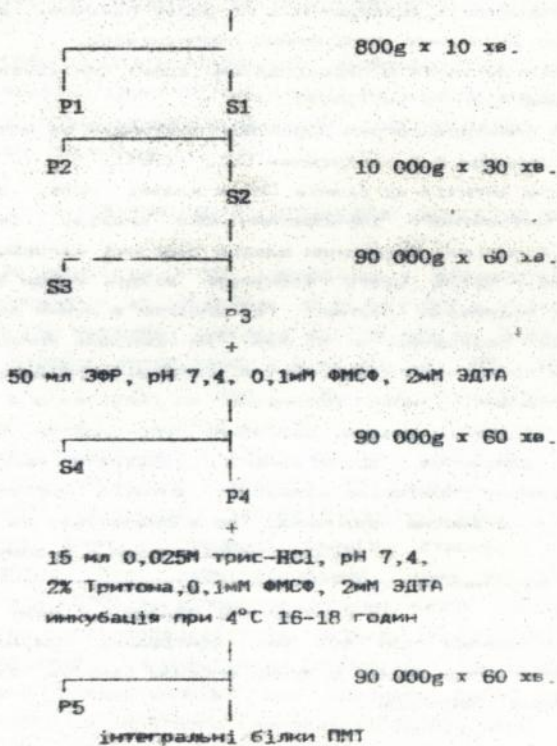 800g x 10 хв.
P1 S1
P2 10 000g x 30 хв.
S2
90 000g x 60 хв.
S3
P3
+
50 мл ЗФР, pH 7,4, 0,1мМ ФМСФ, 2мМ ЭДТА
90 000g x 60 хв.
S4
P4
15 мл 0,025М трис-HCl, pH 7,4,
2% Тритона,0,1мМ ФМСФ, 2мМ ЭДТА
инкубація при 4°C 16-18 годин
90 000g x 60 хв.
P5
інтегральні білки ПМТ